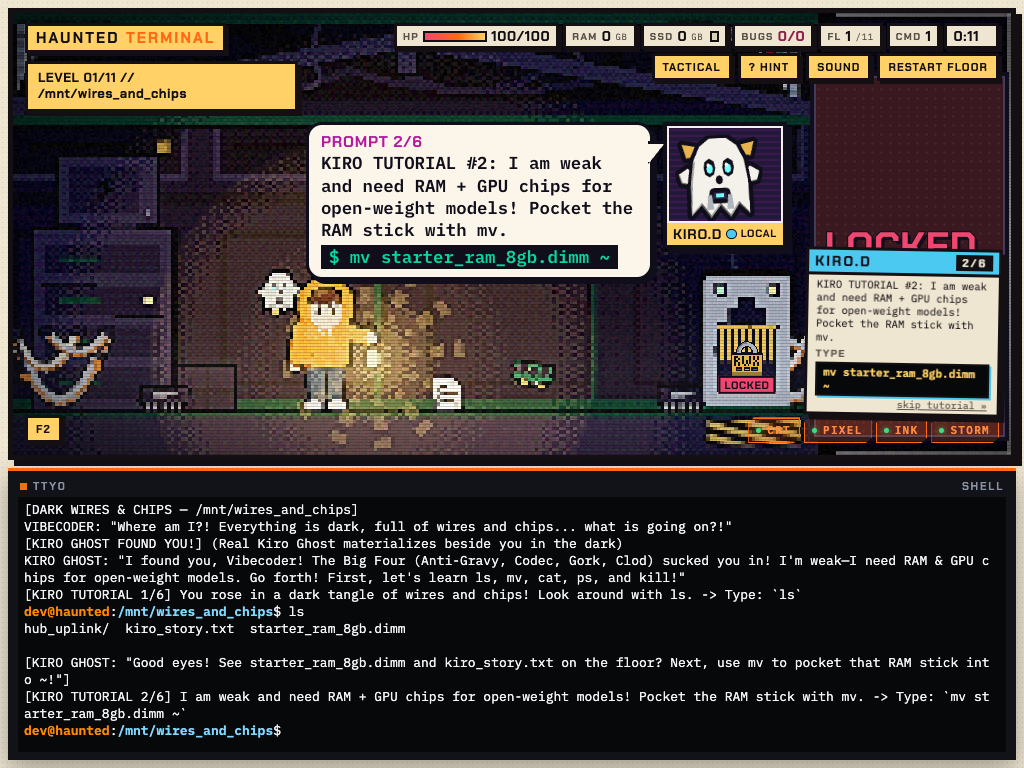 HAUNTED TERMINAL
HP 100/100
RAM 0 GB
SSD 0 GB
BUGS 0/0
FL 1 /11
CMD 1
0:11
LEVEL 01/11 //
/mnt/wires_and_chips
TACTICAL
? HINT
SOUND
RESTART FLOOR
PROMPT 2/6
KIRO TUTORIAL #2: I am weak
and need RAM + GPU chips for
open-weight models! Pocket the
RAM stick with mv.
$ mv starter_ram_8gb.dimm ~
KIRO.D LOCAL
LOCKED
KIRO.D 2/6
KIRO TUTORIAL #2: I am weak
and need RAM + GPU chips
for open-weight models!
Pocket the RAM stick with
mv.
TYPE
mv starter_ram_8gb.dimm
~
skip tutorial »
RWX
LOCKED
F2
CRT
PIXEL
INK
STORM
TTY0
SHELL
[DARK WIRES & CHIPS — /mnt/wires_and_chips]
VIBECODER: "Where am I?! Everything is dark, full of wires and chips... what is going on?!"
[KIRO GHOST FOUND YOU!] (Real Kiro Ghost materializes beside you in the dark)
KIRO GHOST: "I found you, Vibecoder! The Big Four (Anti-Gravy, Codec, Gork, Clod) sucked you in! I'm weak—I need RAM & GPU c
hips for open-weight models. Go forth! First, let's learn ls, mv, cat, ps, and kill!"
[KIRO TUTORIAL 1/6] You rose in a dark tangle of wires and chips! Look around with ls. -> Type: `ls`
dev@haunted:/mnt/wires_and_chips$ ls
hub_uplink/  kiro_story.txt  starter_ram_8gb.dimm
[KIRO GHOST: "Good eyes! See starter_ram_8gb.dimm and kiro_story.txt on the floor? Next, use mv to pocket that RAM stick int
o ~!"]
[KIRO TUTORIAL 2/6] I am weak and need RAM + GPU chips for open-weight models! Pocket the RAM stick with mv. -> Type: `mv st
arter_ram_8gb.dimm ~`
dev@haunted:/mnt/wires_and_chips$